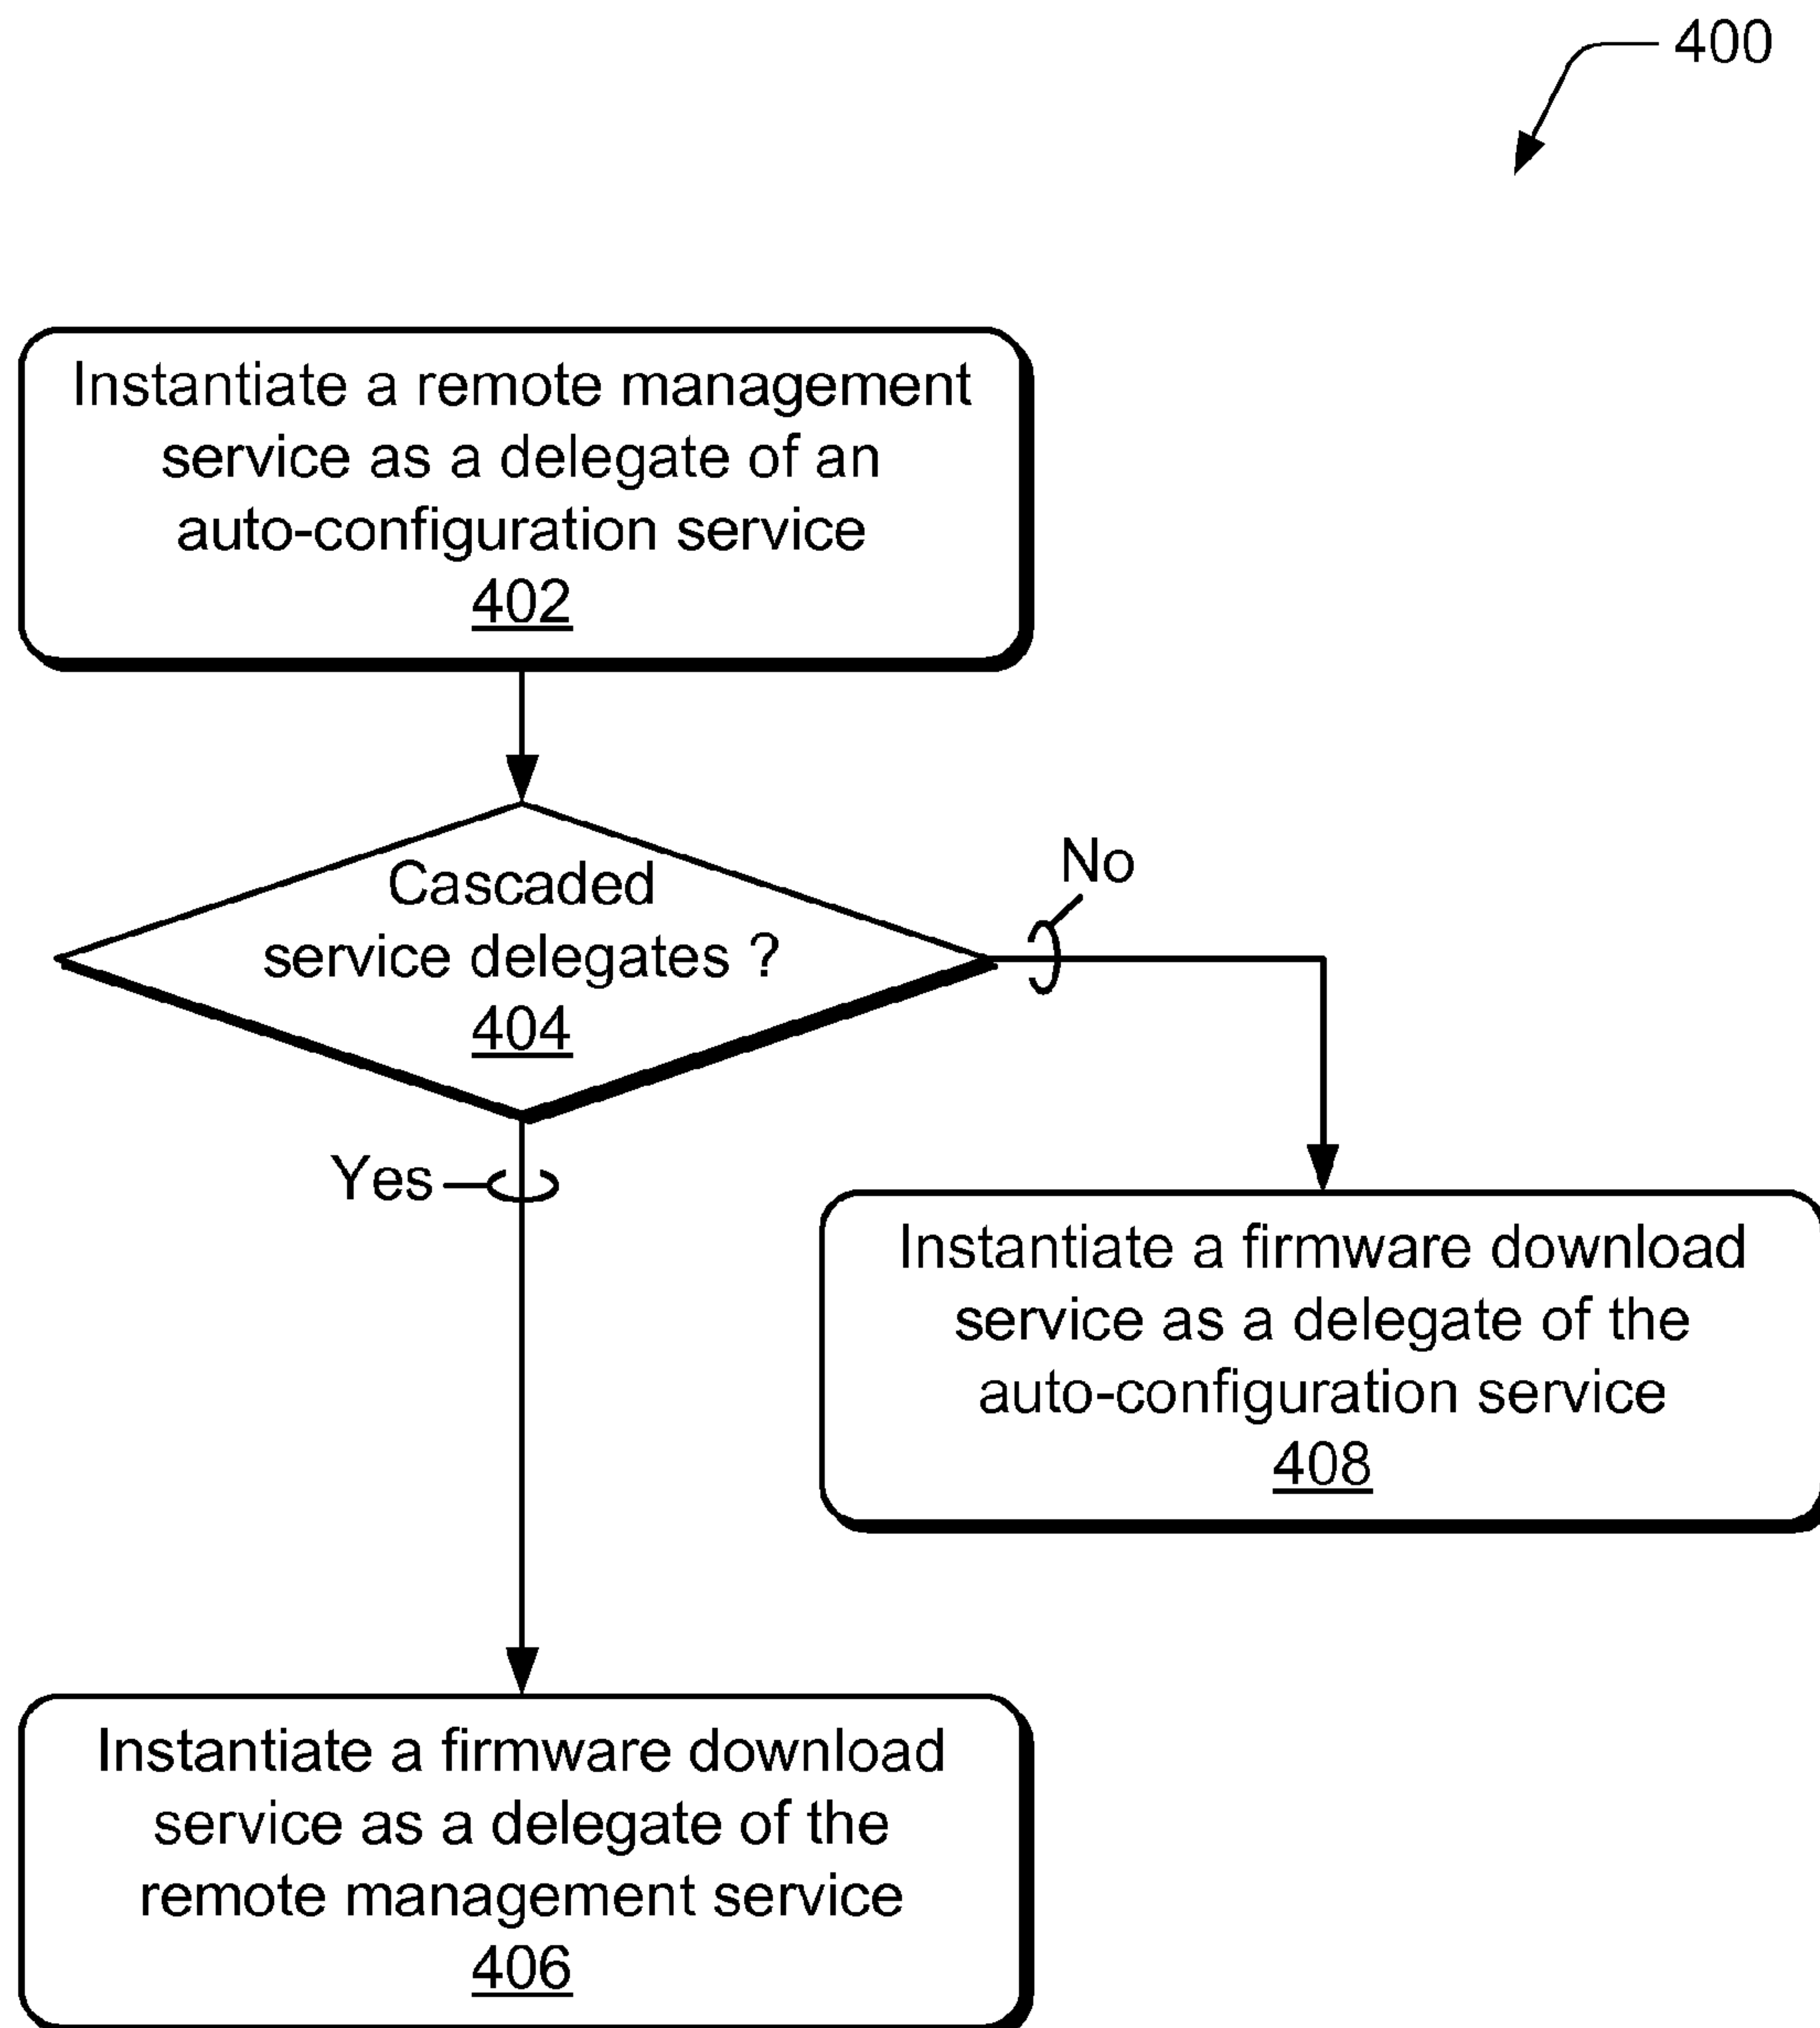 400
Instantiate a remote management
service as a delegate of an
auto-configuration service
402
Cascaded
service delegates ?
404
No
Yes
Instantiate a firmware download
service as a delegate of the
auto-configuration service
408
Instantiate a firmware download
service as a delegate of the
remote management service
406